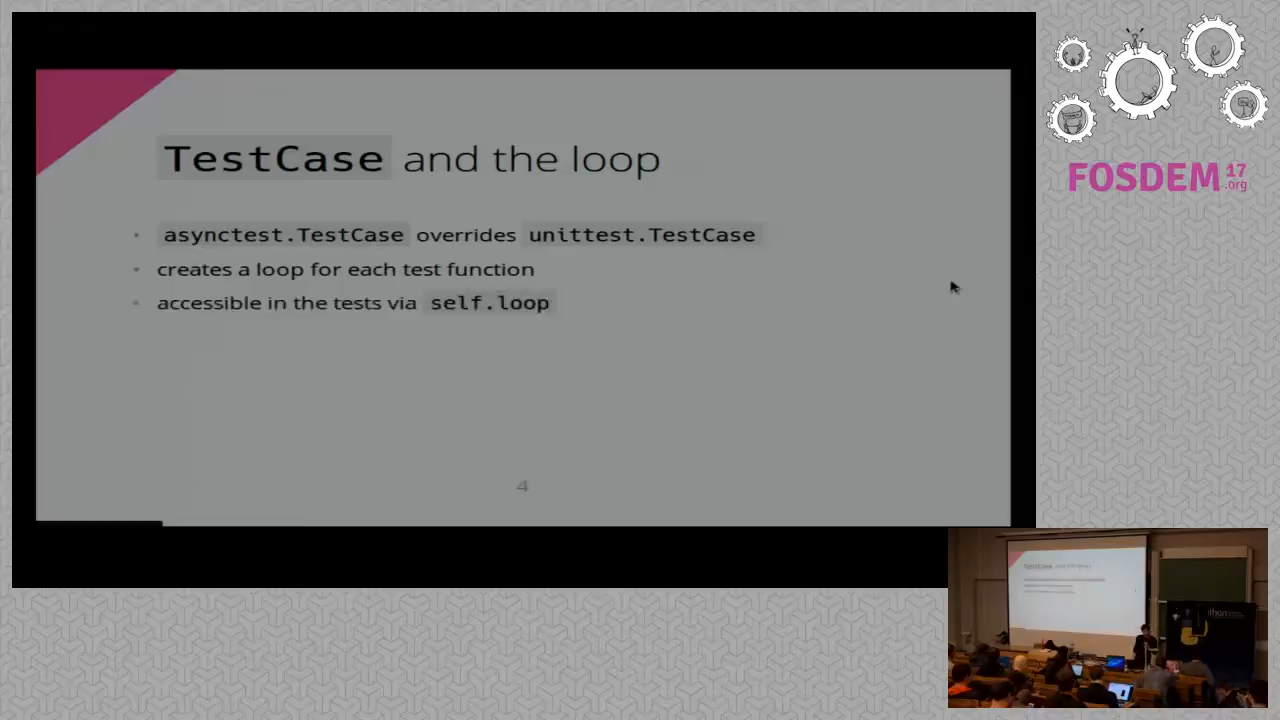 TestCase and the loop
• asynctest.TestCase overrides unittest.TestCase
• creates a loop for each test function
• accessible in the tests via self.loop
4
FOSDEM 17
.org